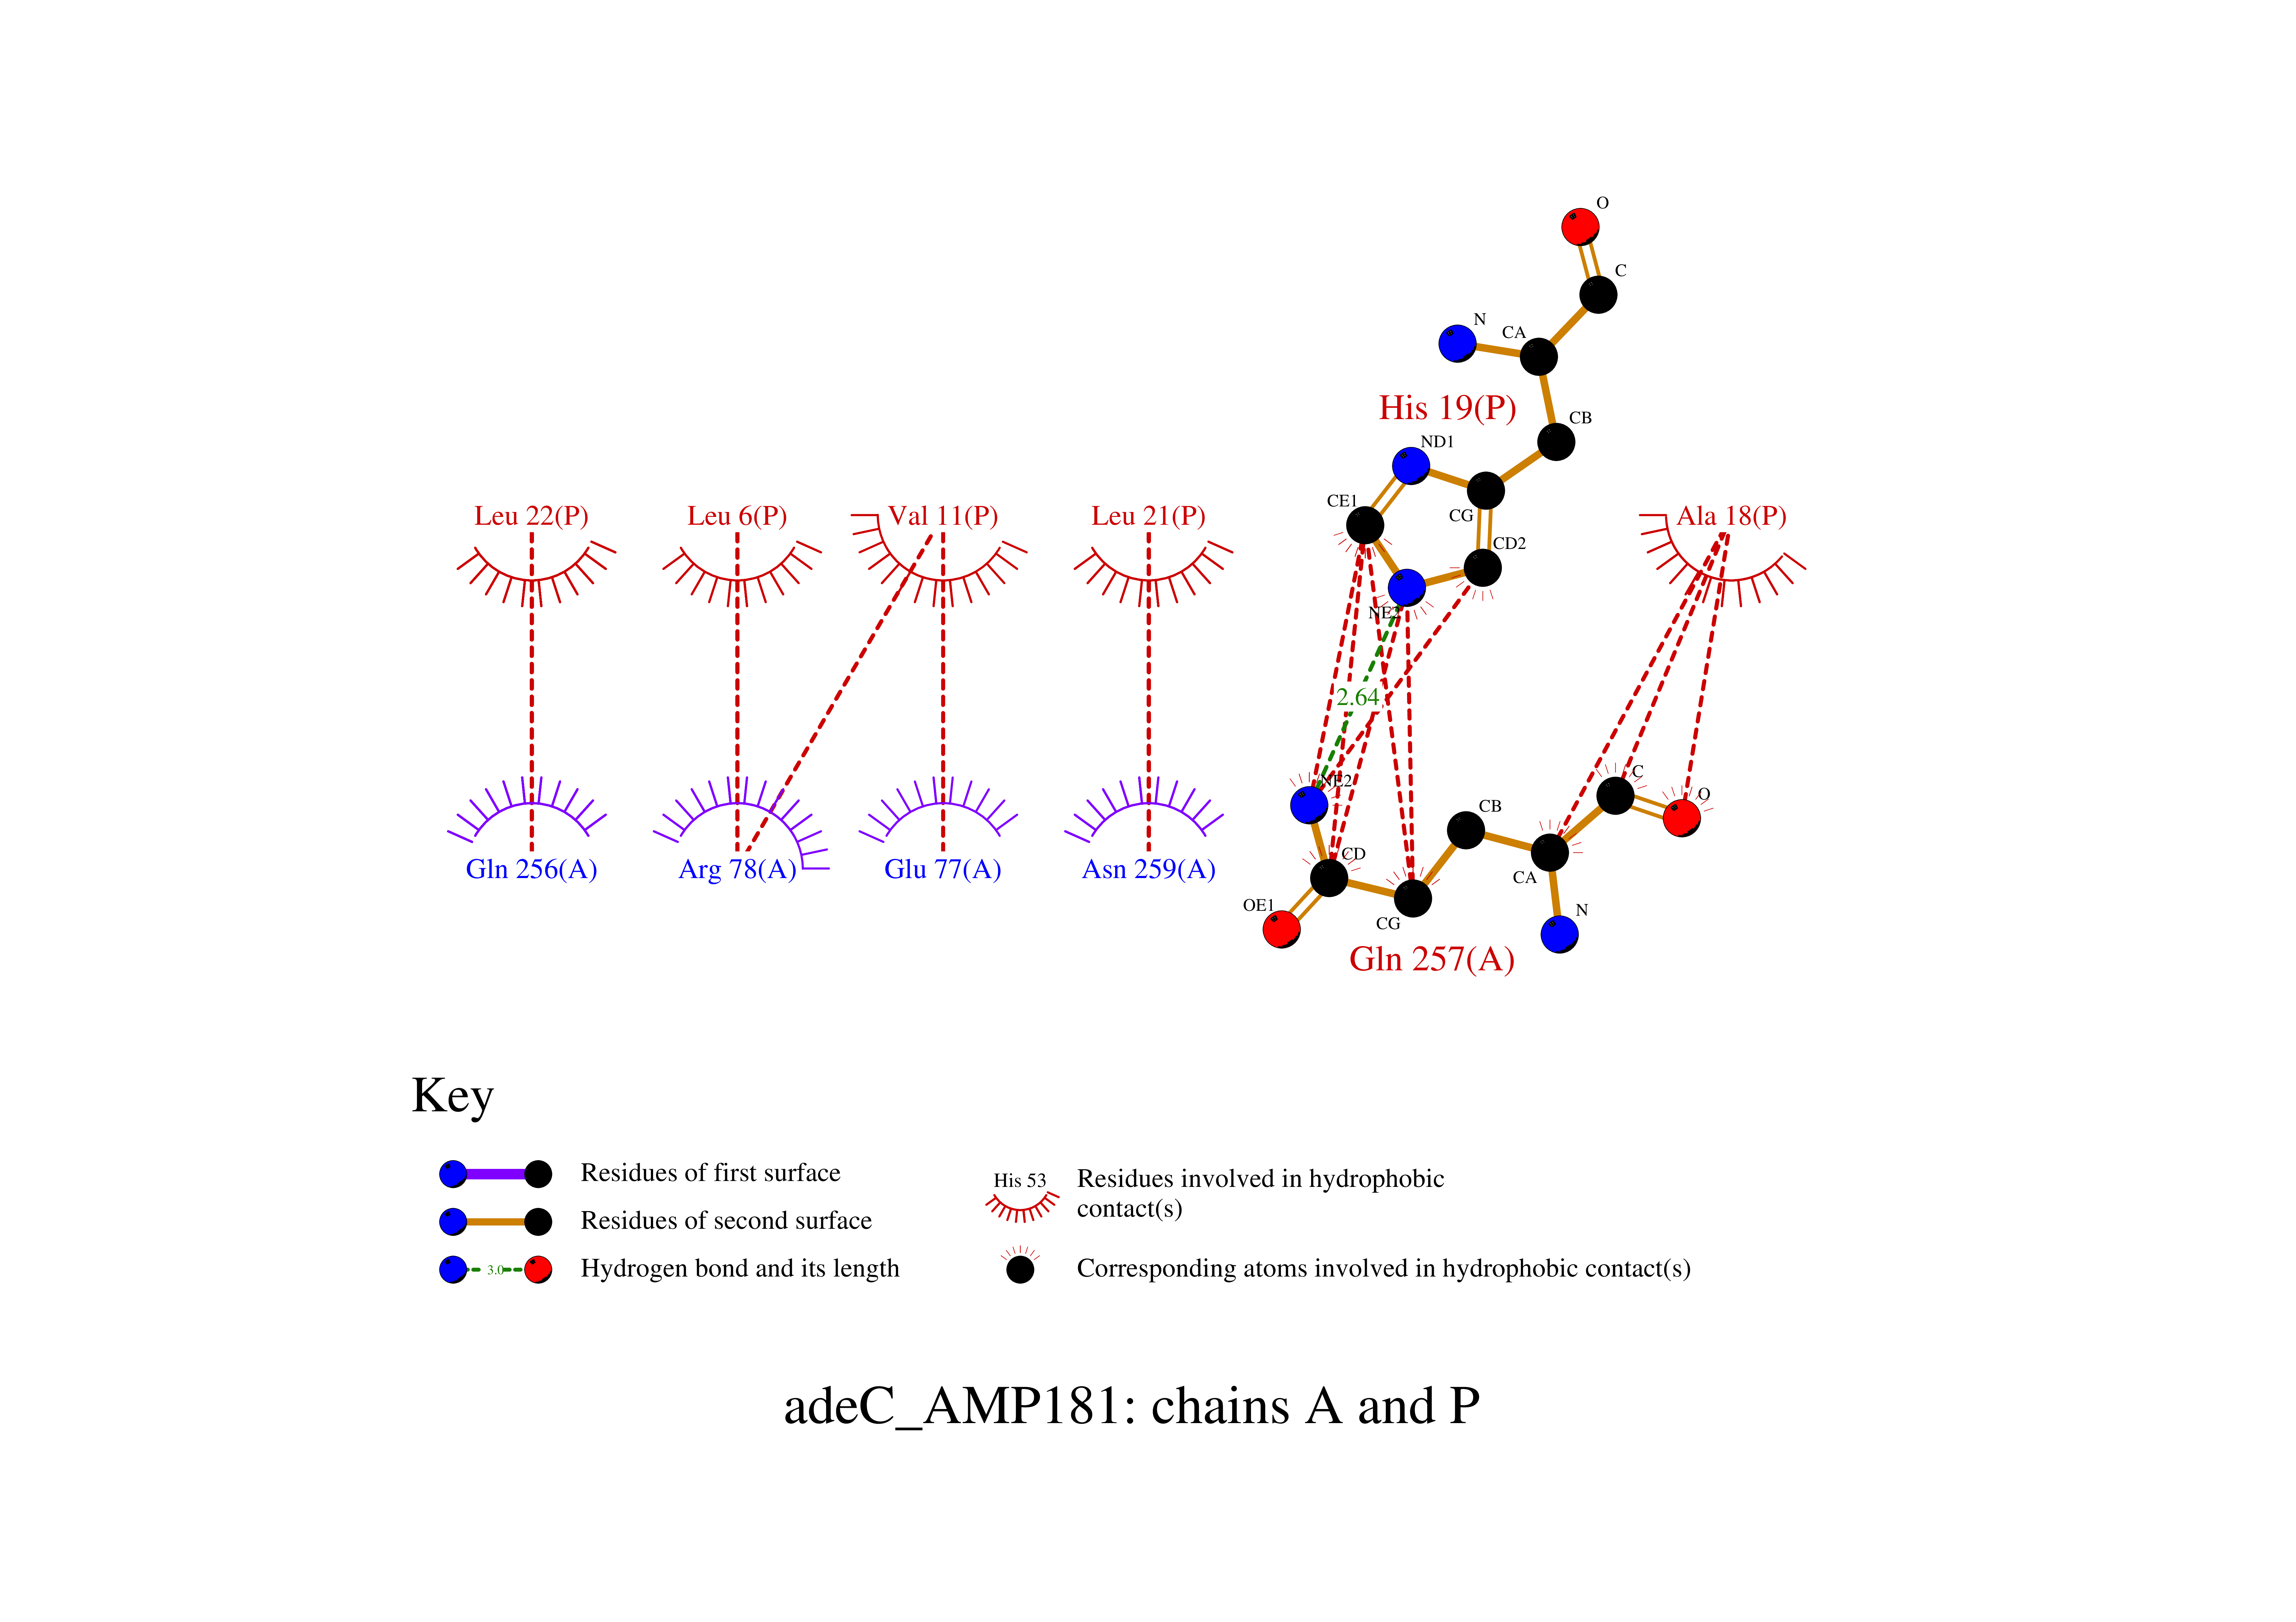 O
C
N
CA
His 19(P)
CB
ND1
CE1
CG
CD2
NE2
Leu 22(P)
Leu 6(P)
Val 11(P)
Leu 21(P)
Ala 18(P)
2.64
NE2
C
O
CB
CD
CA
Gln 256(A)
Arg 78(A)
Glu 77(A)
Asn 259(A)
OE1
CG
N
Gln 257(A)
Key
Residues of first surface
Residues of second surface
3.0
Hydrogen bond and its length
His 53
Residues involved in hydrophobic
contact(s)
Corresponding atoms involved in hydrophobic contact(s)
adeC_AMP181: chains A and P